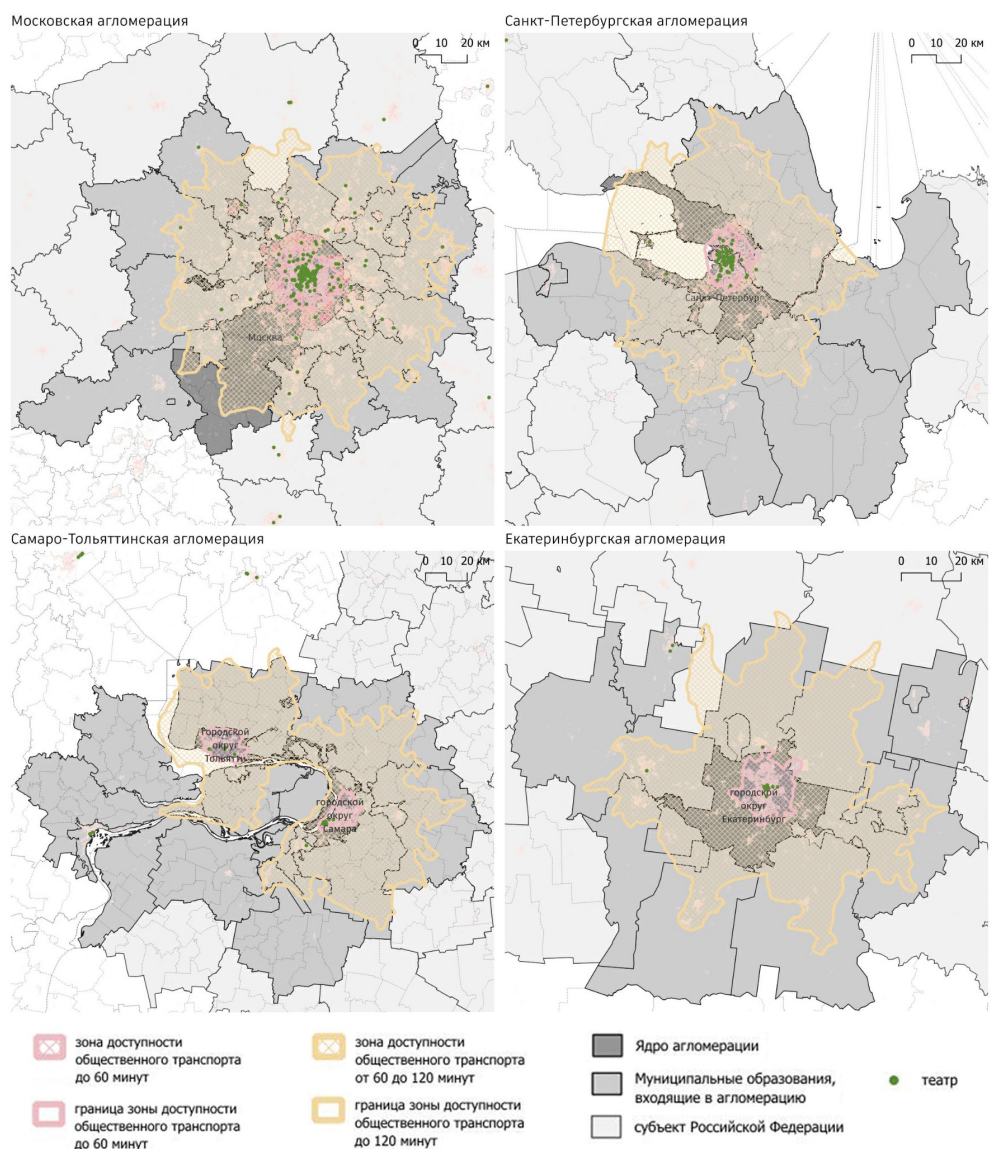 Московская агломерация
0 10 20 км
Москва
Санкт-Петербургская агломерация
0 10 20 км
Санкт-Петербург
Самаро-Тольяттинская агломерация
0 10 20 км
городской
округ
Тольятти
городской
округ
Самара
Екатеринбургская агломерация
0 10 20 км
городской
округ
Екатеринбург
зона доступности
общественного транспорта
до 60 минут
граница зоны доступности
общественного транспорта
до 60 минут
зона доступности
общественного транспорта
от 60 до 120 минут
граница зоны доступности
общественного транспорта
до 120 минут
Ядро агломерации
Муниципальные образования,
входящие в агломерацию
субъект Российской Федерации
театр